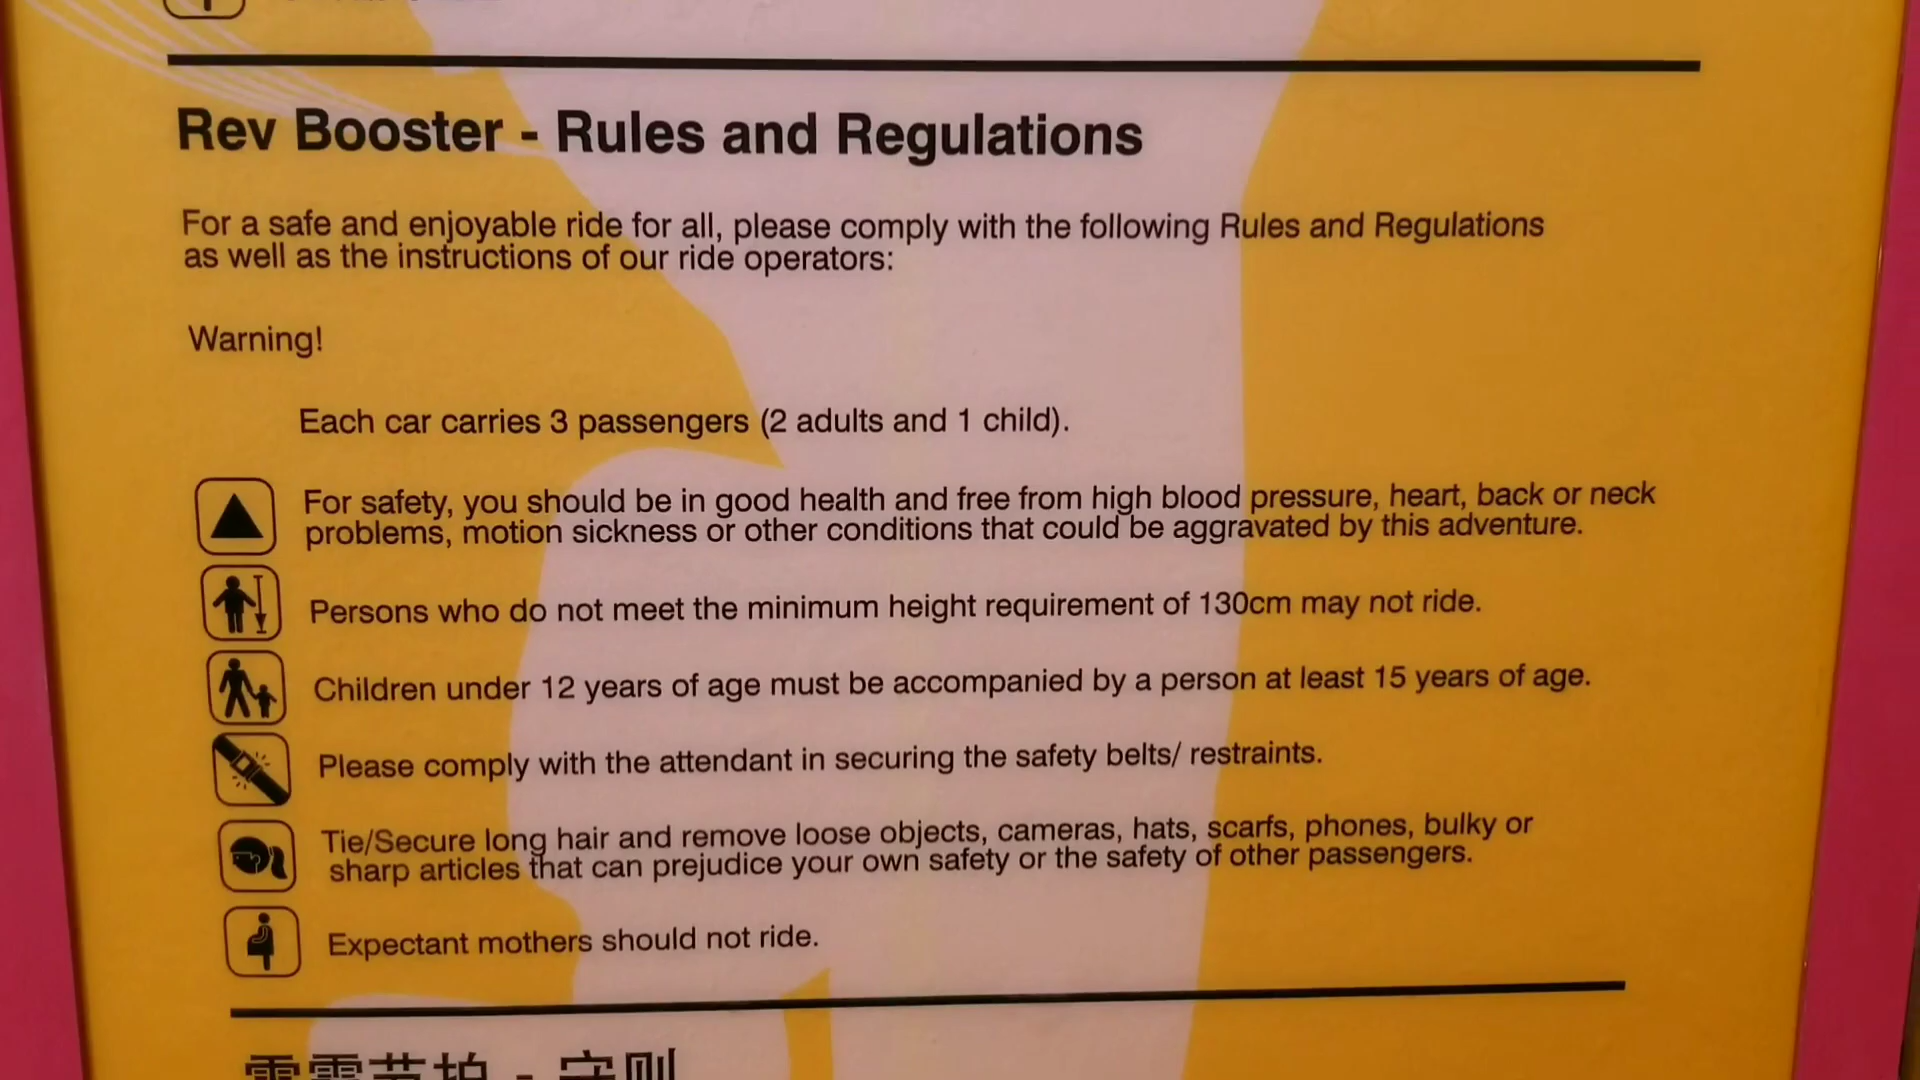 Rev Booster - Rules and Regulations
For a safe and enjoyable ride for all, please comply with the following Rules and Regulations
as well as the instructions of our ride operators:
Warning!
Each car carries 3 passengers (2 adults and 1 child).
For safety, you should be in good health and free from high blood pressure, heart, back or neck
problems, motion sickness or other conditions that could be aggravated by this adventure.
Persons who do not meet the minimum height requirement of 130cm may not ride.
Children under 12 years of age must be accompanied by a person at least 15 years of age.
Please comply with the attendant in securing the safety belts/ restraints.
Tie/Secure long hair and remove loose objects, cameras, hats, scarfs, phones, bulky or
sharp articles that can prejudice your own safety or the safety of other passengers.
Expectant mothers should not ride.